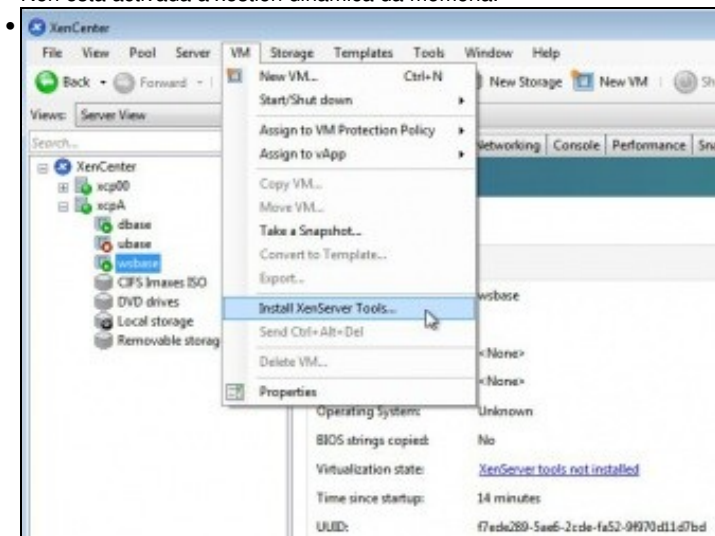 Non está activada a xestión dinámica da memoria.
XenCenter
File View Pool Server VM Storage Templates Tools Window Help
Back Forward New Storage New VM
Views: Server View
Search...
New VM... Ctrl+N
Start/Shut down
Assign to VM Protection Policy
Assign to vApp
Copy VM...
Move VM...
Take a Snapshot...
Convert to Template...
Export...
Install XenServer Tools...
Send Ctrl+Alt+Del
Delete VM...
Properties
Networking Console Performance
XenCenter
xcp00
xcpA
dbase
ubase
wsbase
CIFS Imaxes ISO
DVD drives
Local storage
Removable storag
wsbase
<None>
<None>
Operating System: Unknown
BIOS strings copied: No
Virtualization state: XenServer tools not installed
Time since startup: 14 minutes
UUID: f7ede289-5ae6-2cde-fa52-9f970d11d7bd